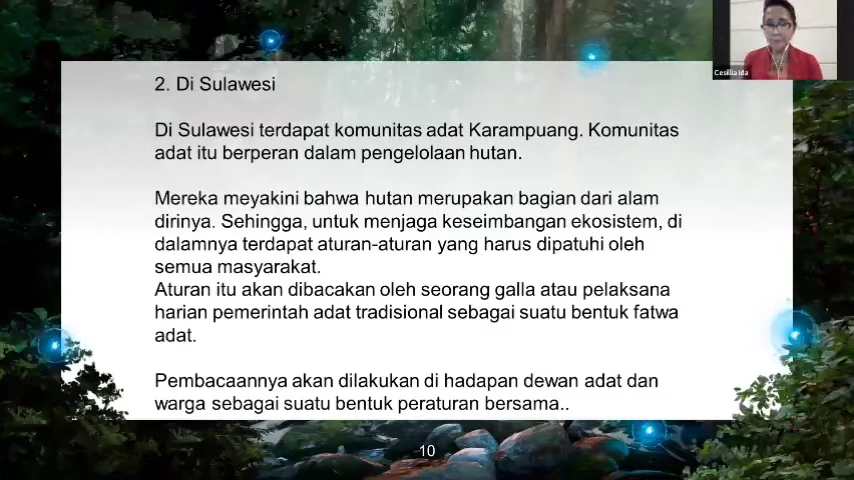 Cesillia Ida
2. Di Sulawesi
Di Sulawesi terdapat komunitas adat Karampuang. Komunitas
adat itu berperan dalam pengelolaan hutan.
Mereka meyakini bahwa hutan merupakan bagian dari alam
dirinya. Sehingga, untuk menjaga keseimbangan ekosistem, di
dalamnya terdapat aturan-aturan yang harus dipatuhi oleh
semua masyarakat.
Aturan itu akan dibacakan oleh seorang galla atau pelaksana
harian pemerintah adat tradisional sebagai suatu bentuk fatwa
adat.
Pembacaannya akan dilakukan di hadapan dewan adat dan
warga sebagai suatu bentuk peraturan bersama..
10